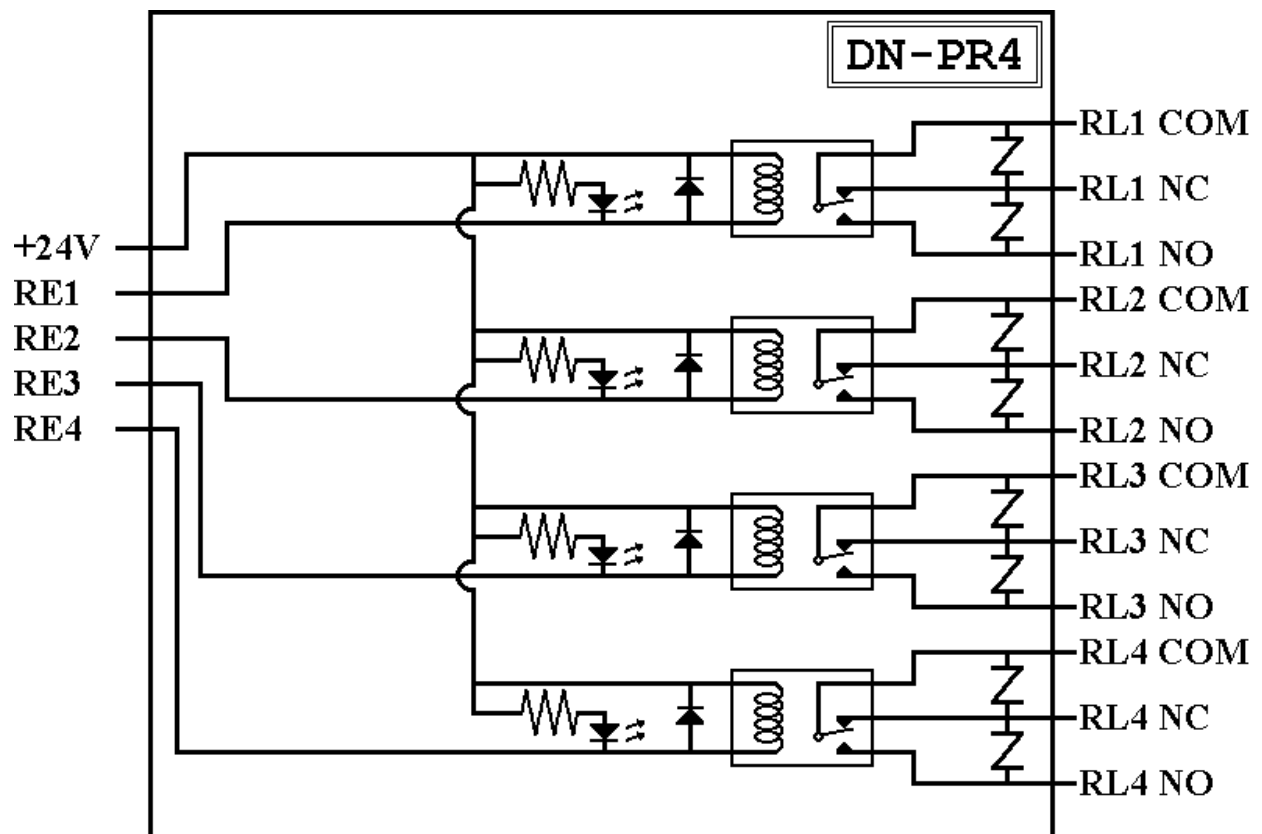 DN-PR4
+24V
RE1
RE2
RE3
RE4
RL1 COM
RL1 NC
RL1 NO
RL2 COM
RL2 NC
RL2 NO
RL3 COM
RL3 NC
RL3 NO
RL4 COM
RL4 NC
RL4 NO